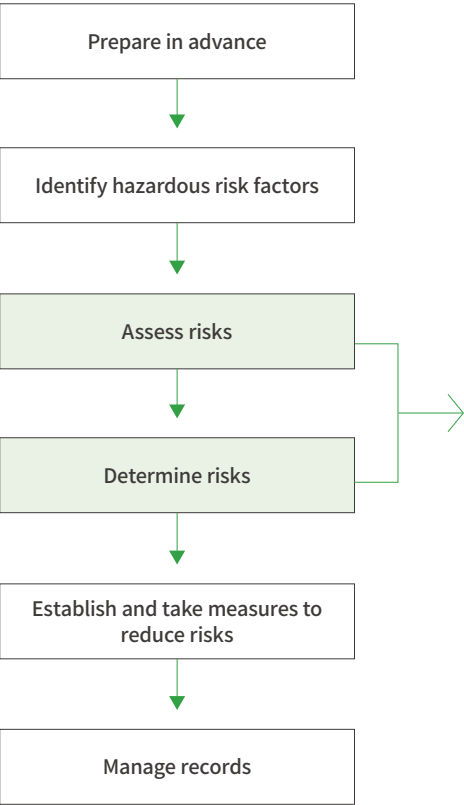 Prepare in advance
Identify hazardous risk factors
Assess risks
Determine risks
Establish and take measures to
reduce risks
Manage records